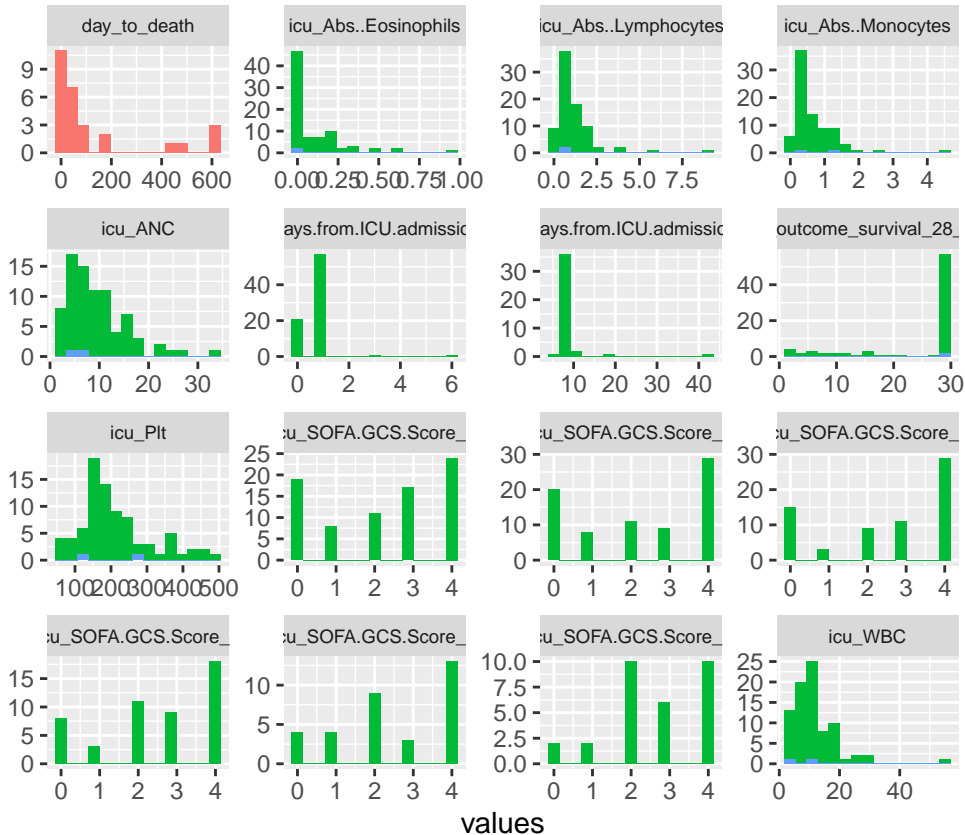 day_to_death icu_Abs..Eosinophils icu_Abs..Lymphocytes icu_Abs..Monocytes
9 6 3 0
0 200 400 600
40 30 20 10 0
0.00 0.25 0.50 0.75 1.00
30 20 10 0
0.0 2.5 5.0 7.5
30 20 10 0
0 1 2 3 4
icu_ANC ays.from.ICU.admissic ays.from.ICU.admissic outcome_survival_28_
15 10 5 0
0 10 20 30
40 20 0
0 2 4 6
30 20 10 0
10 20 30 40
40 20 0
0 10 20 30
icu_Plt cu_SOFA.GCS.Score_ cu_SOFA.GCS.Score_ cu_SOFA.GCS.Score_
15 10 5 0
100 200 300 400 500
25 20 15 10 5 0
0 1 2 3 4
30 20 10 0
0 1 2 3 4
30 20 10 0
0 1 2 3 4
cu_SOFA.GCS.Score_ cu_SOFA.GCS.Score_ cu_SOFA.GCS.Score_ icu_WBC
15 10 5 0
0 1 2 3 4
10 5 0
0 1 2 3 4
10.0 7.5 5.0 2.5 0.0
0 1 2 3 4
25 20 15 10 5 0
20 40
values